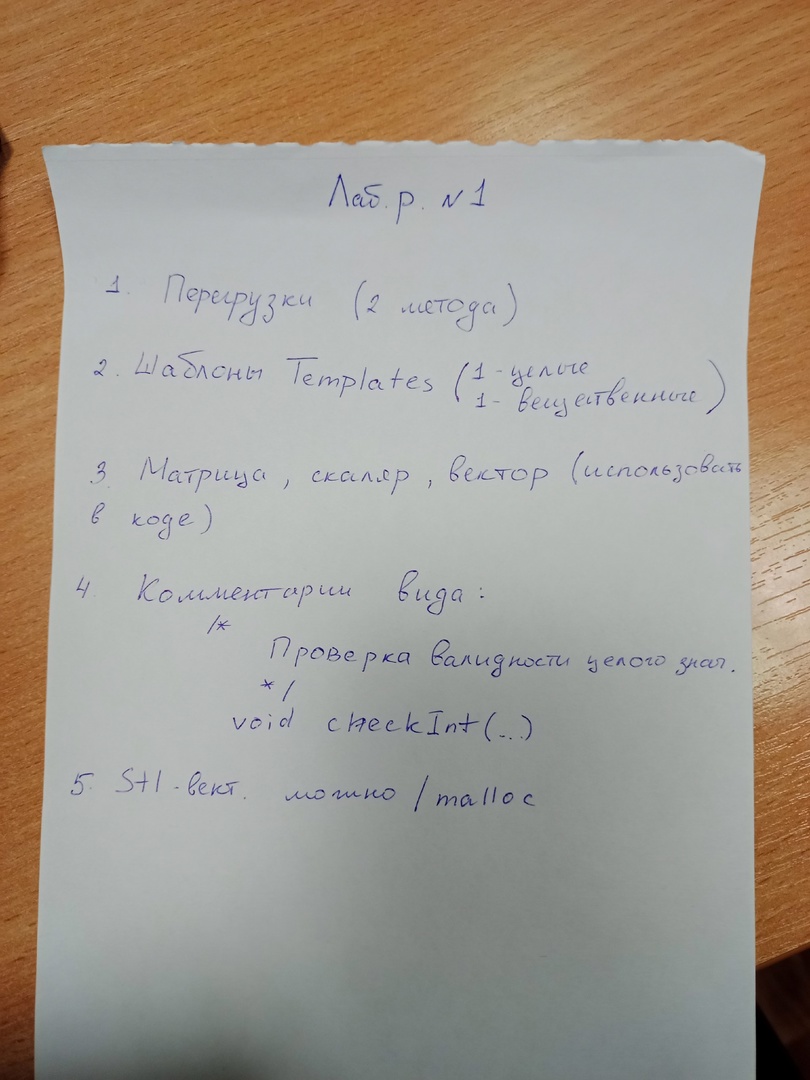 Лаб. р. N 1
1. Перегрузки (2 метода)
2. Шаблоны Templates (1 - целые
1 - вещественные)
3. Матрица, скаляр, вектор (использовать
в коде)
4. Комментарии вида:
/*
Проверка валидности целого знач.
*/
void checkInt(...)
5. Stl-вект. можно / malloc